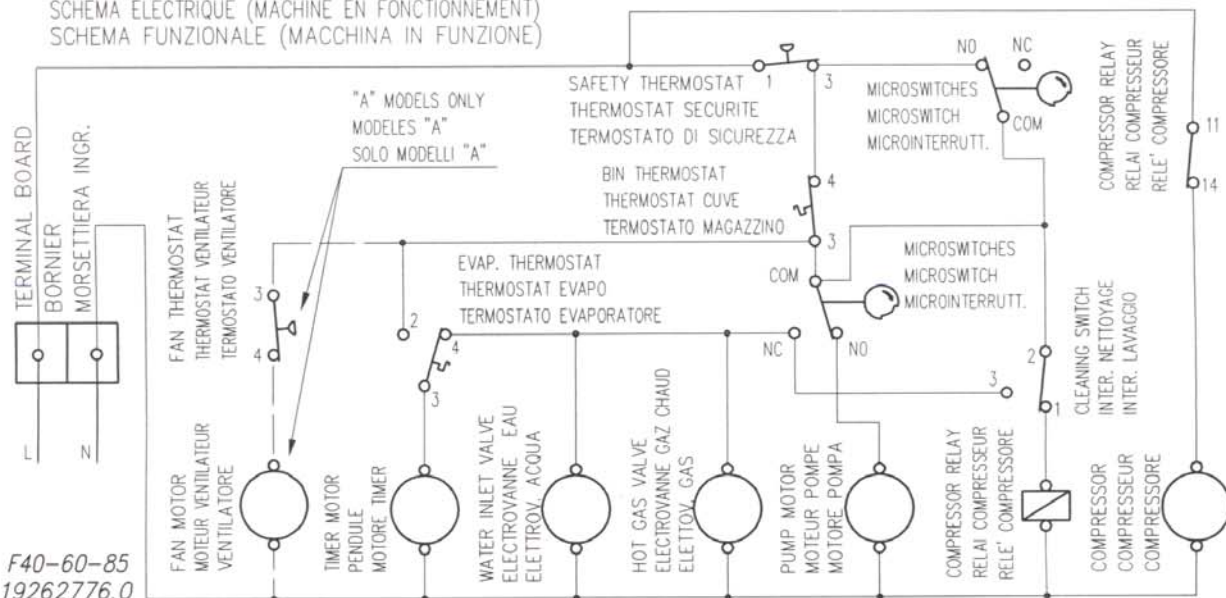 SCHEMA ELECTRIQUE (MACHINE EN FONCTIONNEMENT)
SCHEMA FUNZIONALE (MACCHINA IN FUNZIONE)
"A" MODELS ONLY
MODELES "A"
SOLO MODELLI "A"
SAFETY THERMOSTAT
THERMOSTAT SECURITE
TERMOSTATO DI SICUREZZA
1
3
NO
NC
COM
MICROSWITCHES
MICROSWITCH
MICROINTERRUTT.
COMPRESSOR RELAY
RELAI COMPRESSEUR
RELE' COMPRESSORE
11
14
TERMINAL BOARD
BORNIER
MORSETTIERA INGR.
L
N
FAN THERMOSTAT
THERMOSTAT VENTILATEUR
TERMOSTATO VENTILATORE
3
4
BIN THERMOSTAT
THERMOSTAT CUVE
TERMOSTATO MAGAZZINO
4
3
EVAP. THERMOSTAT
THERMOSTAT EVAPO
TERMOSTATO EVAPORATORE
2
4
3
MICROSWITCHES
MICROSWITCH
MICROINTERRUTT.
COM
NC
NO
CLEANING SWITCH
INTER. NETTOYAGE
INTER. LAVAGGIO
2
3
1
FAN MOTOR
MOTEUR VENTILATEUR
VENTILATORE
TIMER MOTOR
PENDULE
MOTORE TIMER
WATER INLET VALVE
ELECTROVANNE EAU
ELETTROV. ACQUA
HOT GAS VALVE
ELECTROVANNE GAZ CHAUD
ELETTOV. GAS
PUMP MOTOR
MOTEUR POMPE
MOTORE POMPA
COMPRESSOR RELAY
RELAI COMPRESSEUR
RELE' COMPRESSORE
COMPRESSOR
COMPRESSEUR
COMPRESSORE
F40-60-85
19262776.0